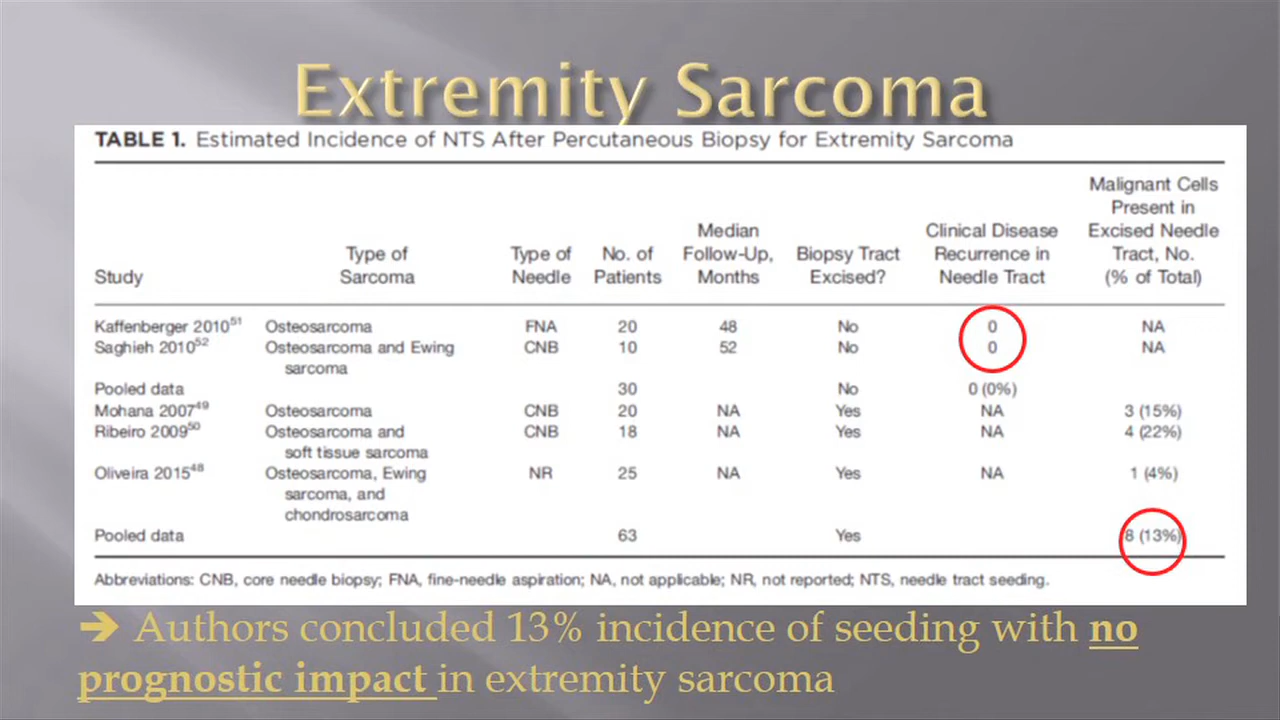 Extremity Sarcoma
TABLE 1. Estimated Incidence of NTS After Percutaneous Biopsy for Extremity Sarcoma
Study Type of Sarcoma Type of Needle No. of Patients Median Follow-Up, Months Biopsy Tract Excised? Clinical Disease Recurrence in Needle Tract Malignant Cells Present in Excised Needle Tract, No. (% of Total)
Kaffenberger 2010⁵¹ Osteosarcoma FNA 20 48 No 0 NA
Saghieh 2010⁵² Osteosarcoma and Ewing sarcoma CNB 10 52 No 0 NA
Pooled data 30 No 0 (0%)
Mohana 2007⁴⁹ Osteosarcoma CNB 20 NA Yes NA 3 (15%)
Ribeiro 2009⁵⁰ Osteosarcoma and soft tissue sarcoma CNB 18 NA Yes NA 4 (22%)
Oliveira 2015⁴⁸ Osteosarcoma, Ewing sarcoma, and chondrosarcoma NR 25 NA Yes NA 1 (4%)
Pooled data 63 Yes 8 (13%)
Abbreviations: CNB, core needle biopsy; FNA, fine-needle aspiration; NA, not applicable; NR, not reported; NTS, needle tract seeding.
➔ Authors concluded 13% incidence of seeding with no
prognostic impact in extremity sarcoma